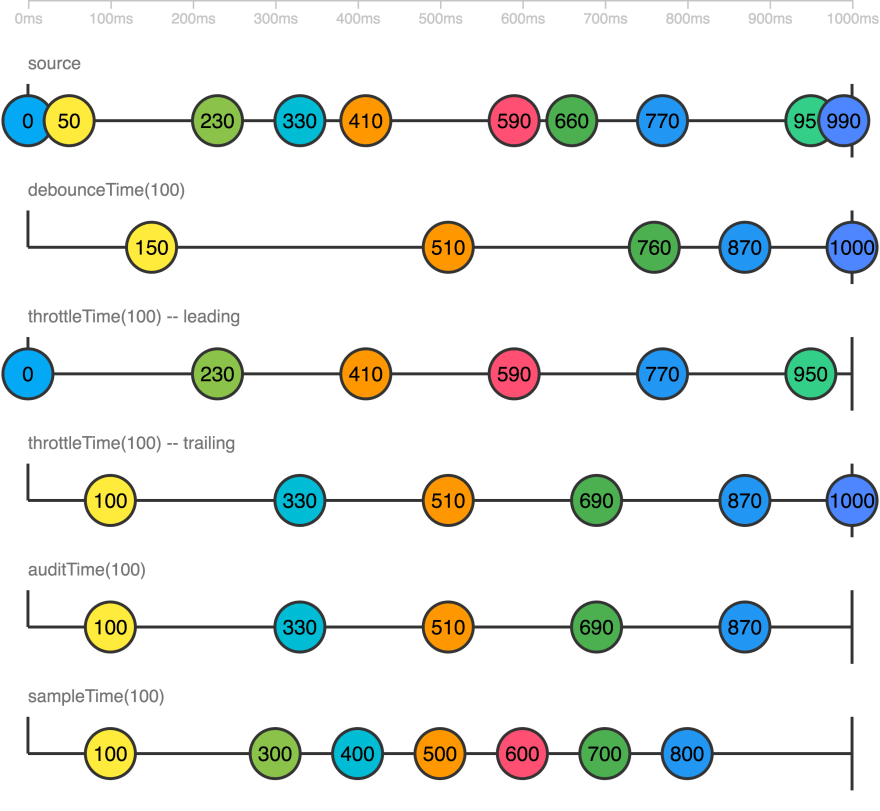 0ms 100ms 200ms 300ms 400ms 500ms 600ms 700ms 800ms 900ms 1000ms
source
0 50 230 330 410 590 660 770 95 990
debounceTime(100)
150 510 760 870 1000
throttleTime(100) -- leading
0 230 410 590 770 950
throttleTime(100) -- trailing
100 330 510 690 870 1000
auditTime(100)
100 330 510 690 870
sampleTime(100)
100 300 400 500 600 700 800